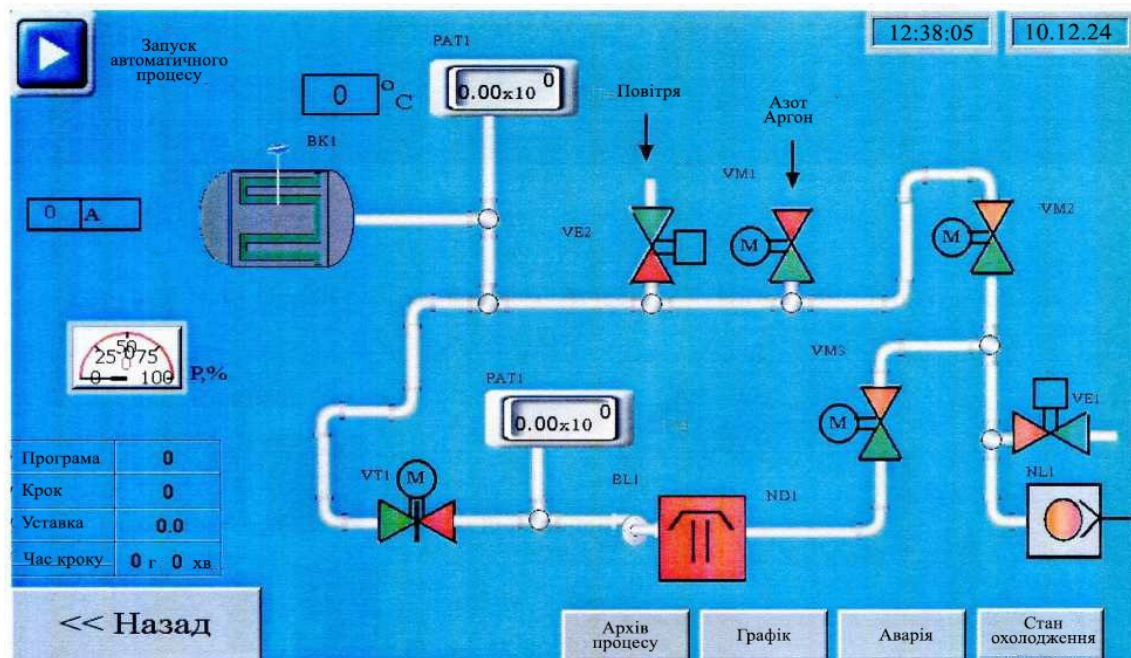 Запуск
автоматичного
процесу
PAT1
12:38:05
10.12.24
0 °C
0.00x10 0
Повітря
Азот
Аргон
BK1
VM1
0 A
VE2
M
VM2
M
50
25 75
0
0 100
P,%
PAT1
0.00x10 0
VM3
M
VE1
Програма 0
Крок 0
Уставка 0.0
Час кроку 0 г 0 хв
VT1
M
BL1
ND1
NL1
<< Назад
Архів
процесу
Графік
Аварія
Стан
охолодження